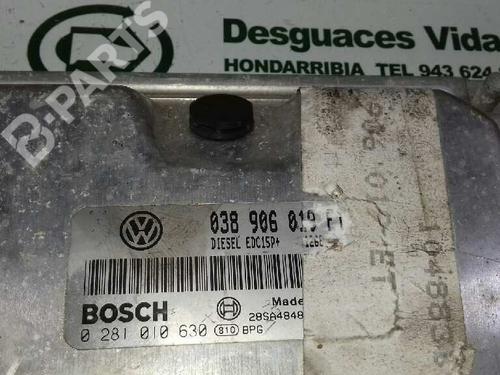 Desguaces Vida
HONDARRIBIA TEL 943 624
B-PARTS
038 906 019 F
DIESEL EDC15P+
BOSCH
Made
28SA4848
0 281 010 630 810 BPG